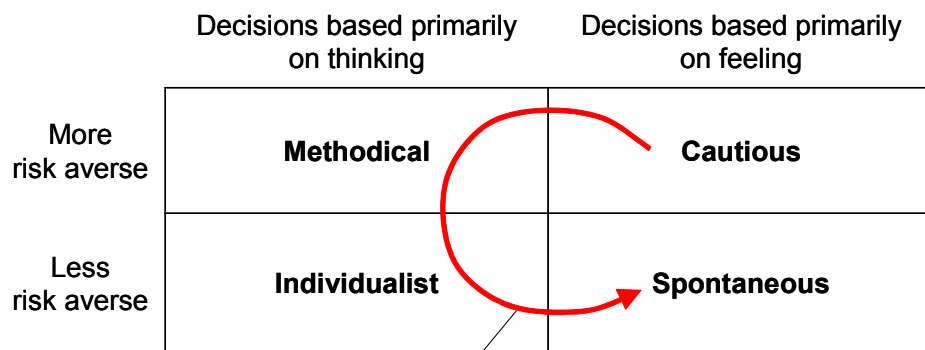 Decisions based primarily
on thinking
Decisions based primarily
on feeling
More
risk averse
Methodical
Cautious
Less
risk averse
Individualist
Spontaneous